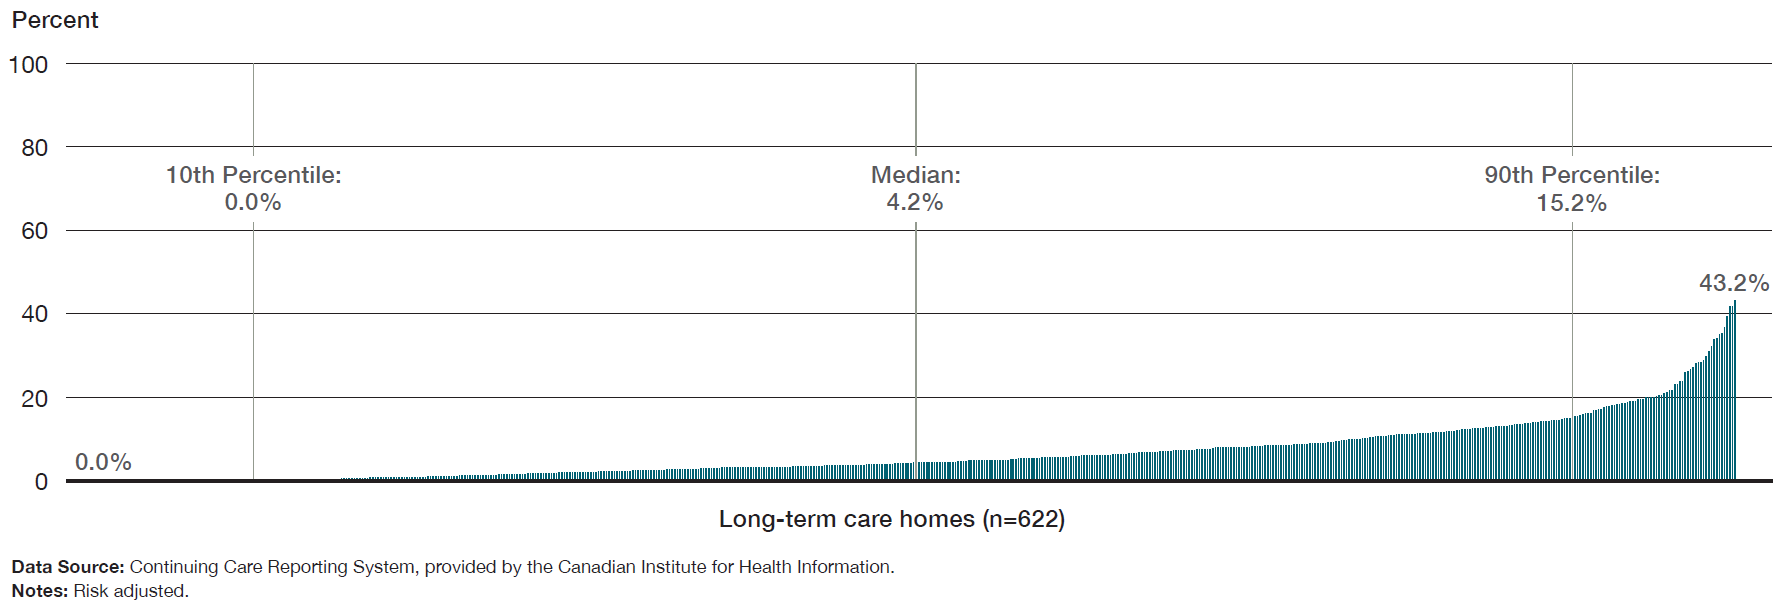 Percent
100
80
10th Percentile:
0.0%
Median:
4.2%
90th Percentile:
15.2%
60
43.2%
40
20
0.0%
0
Long-term care homes (n=622)
Data Source: Continuing Care Reporting System, provided by the Canadian Institute for Health Information.
Notes: Risk adjusted.